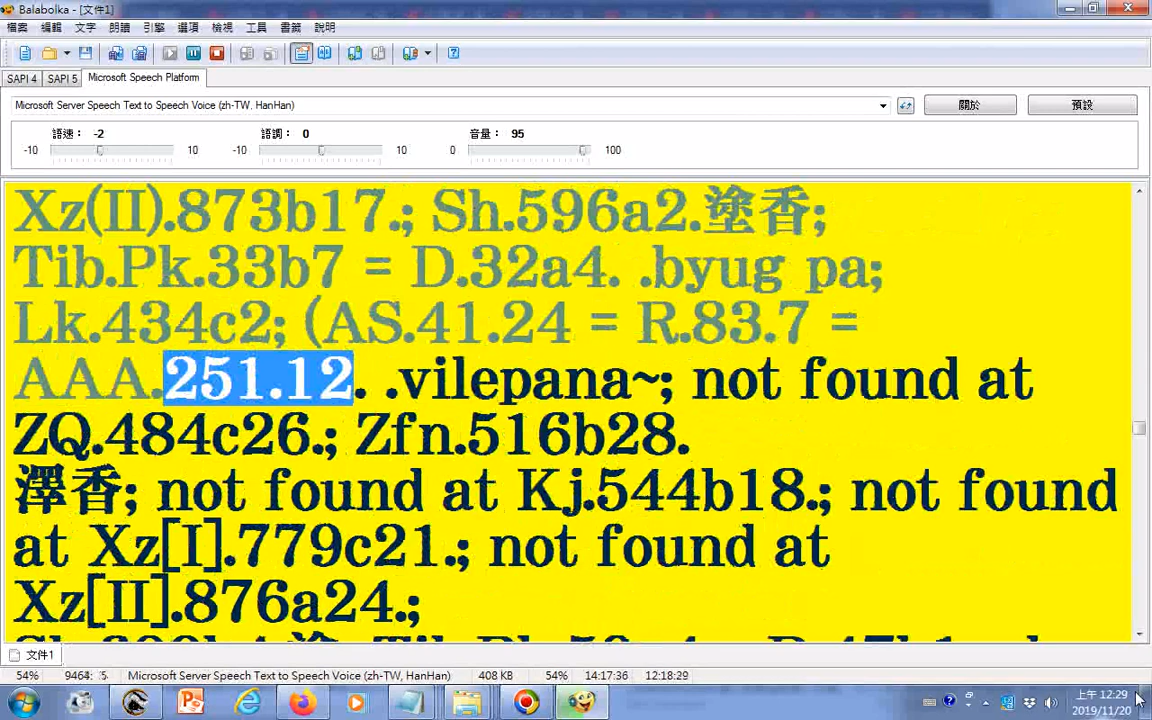 Balabolka - [文件1]
檔案 編輯 文字 朗讀 引擎 選項 檢視 工具 書籤 說明
SAPI 4 SAPI 5 Microsoft Speech Platform
Microsoft Server Speech Text to Speech Voice (zh-TW, HanHan) 關於 預設
語速： -2 語調： 0 音量： 95
-10 10 -10 10 0 100
Xz(II).873b17.; Sh.596a2.塗香;
Tib.Pk.33b7 = D.32a4. .byug pa;
Lk.434c2; (AS.41.24 = R.83.7 =
AAA.251.12. .vilepana~; not found at
ZQ.484c26.; Zfn.516b28.
澤香; not found at Kj.544b18.; not found
at Xz[I].779c21.; not found at
Xz[II].876a24.;
文件1
54% Microsoft Server Speech Text to Speech Voice (zh-TW, HanHan) 408 KB 54% 14:17:36 12:18:29
上午 12:29
2019/11/20